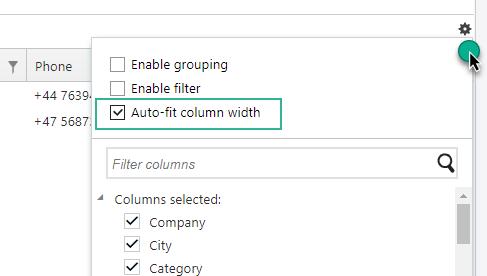 Enable grouping
Phone
Enable filter
+44 7639
Auto-fit column width
+47 5687
Filter columns
Columns selected:
Company
City
Category